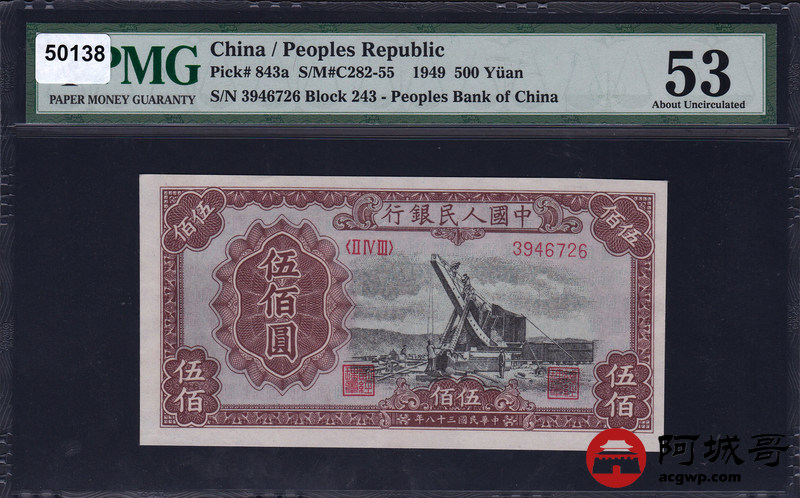 50138
PMG
PAPER MONEY GUARANTY
China / Peoples Republic
Pick# 843a S/M#C282-55 1949 500 Yüan
S/N 3946726 Block 243 - Peoples Bank of China
53
About Uncirculated
行銀民人國中
伍佰
伍佰
〈II IV III〉
3946726
伍佰圓
伍佰
伍佰
佰伍
年八十三國民華中
阿城哥
acgwp.com